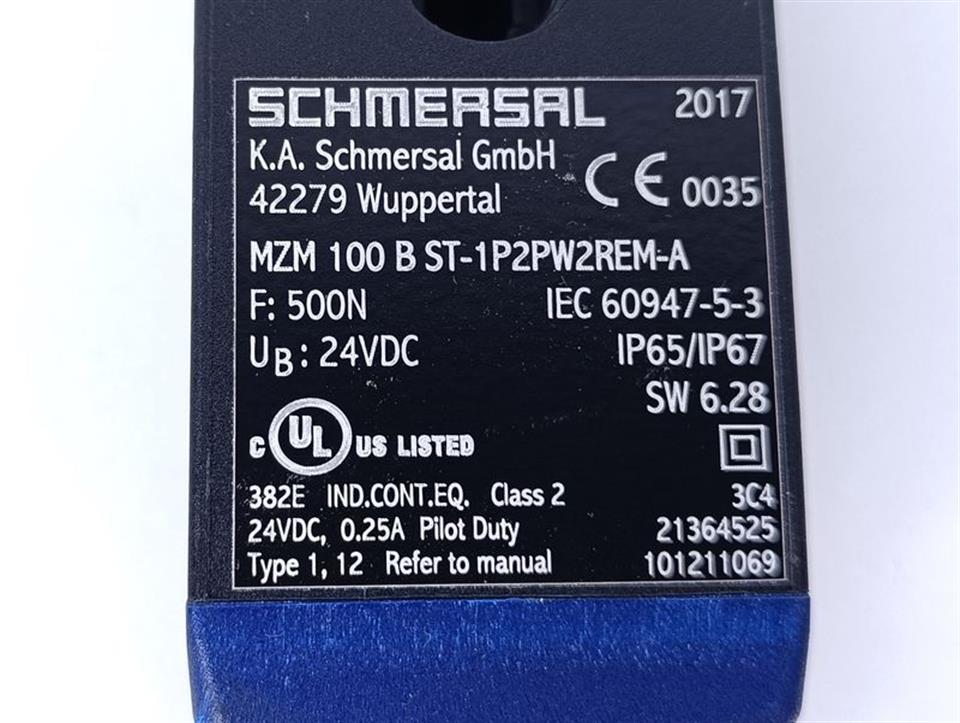 SCHMERSAL 2017
K.A. Schmersal GmbH
CE 0035
42279 Wuppertal
MZM 100 B ST-1P2PW2REM-A
F: 500N IEC 60947-5-3
UB: 24VDC IP65/IP67
SW 6.28
C UL US LISTED
382E IND.CONT.EQ. Class 2 3C4
24VDC, 0.25A Pilot Duty 21364525
Type 1, 12 Refer to manual 101211069